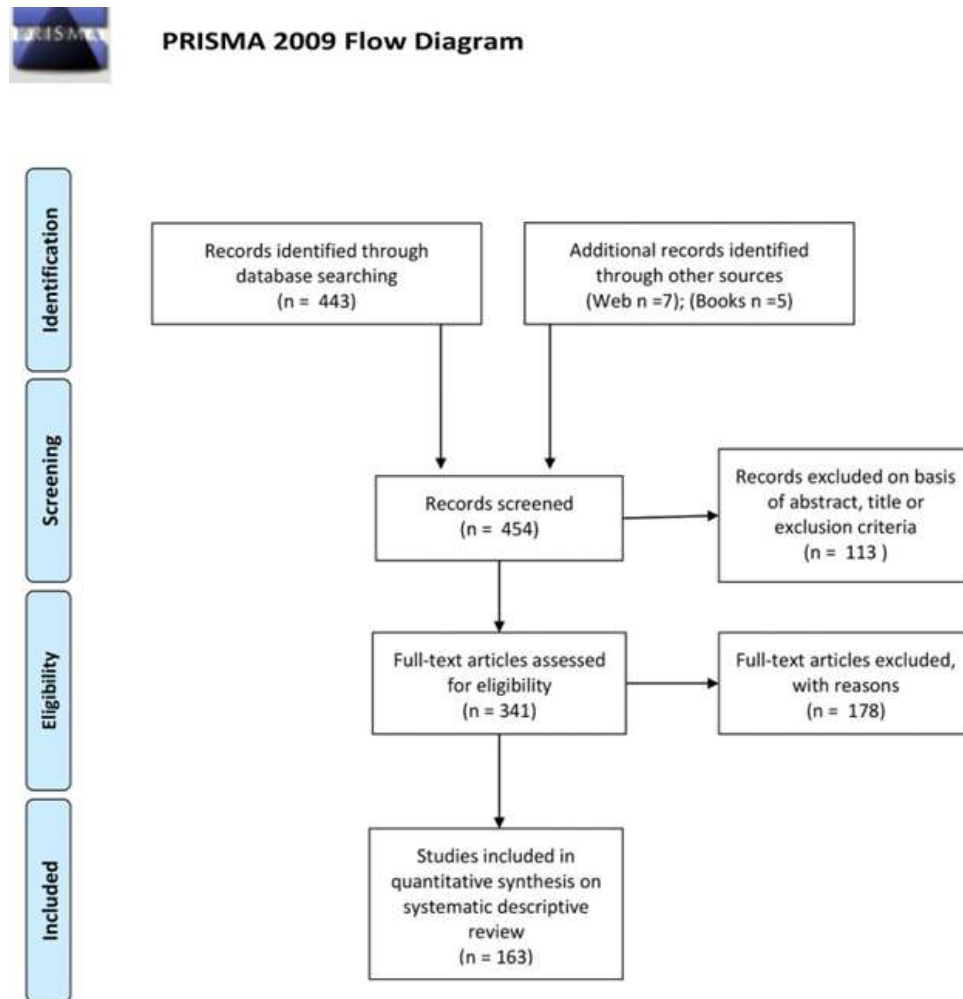 PRISMA
PRISMA 2009 Flow Diagram
Identification
Records identified through
database searching
(n = 443)
Additional records identified
through other sources
(Web n =7); (Books n =5)
Screening
Records screened
(n = 454)
Records excluded on basis
of abstract, title or
exclusion criteria
(n = 113 )
Eligibility
Full-text articles assessed
for eligibility
(n = 341)
Full-text articles excluded,
with reasons
(n = 178)
Included
Studies included in
quantitative synthesis on
systematic descriptive
review
(n = 163)